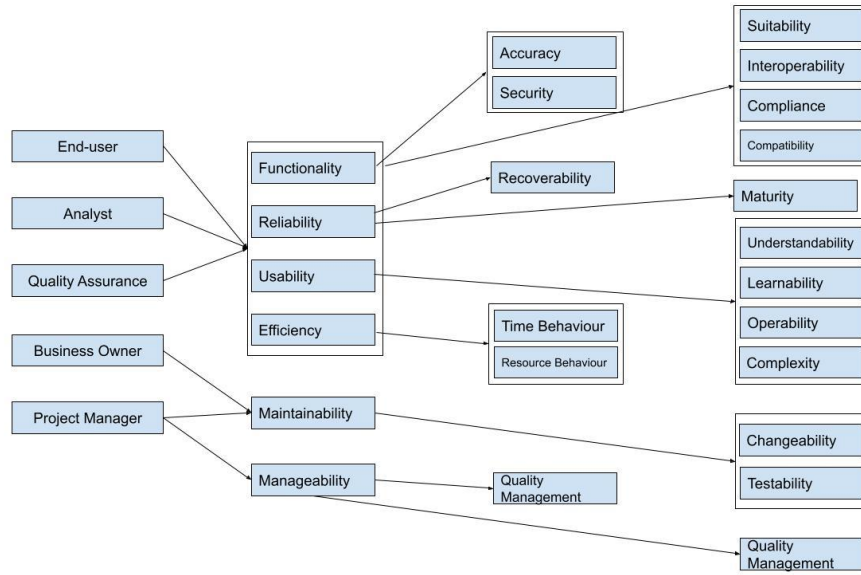 End-user
Analyst
Quality Assurance
Business Owner
Project Manager
Functionality
Reliability
Usability
Efficiency
Maintainability
Manageability
Accuracy
Security
Recoverability
Time Behaviour
Resource Behaviour
Quality
Management
Suitability
Interoperability
Compliance
Compatibility
Maturity
Understandability
Learnability
Operability
Complexity
Changeability
Testability
Quality
Management